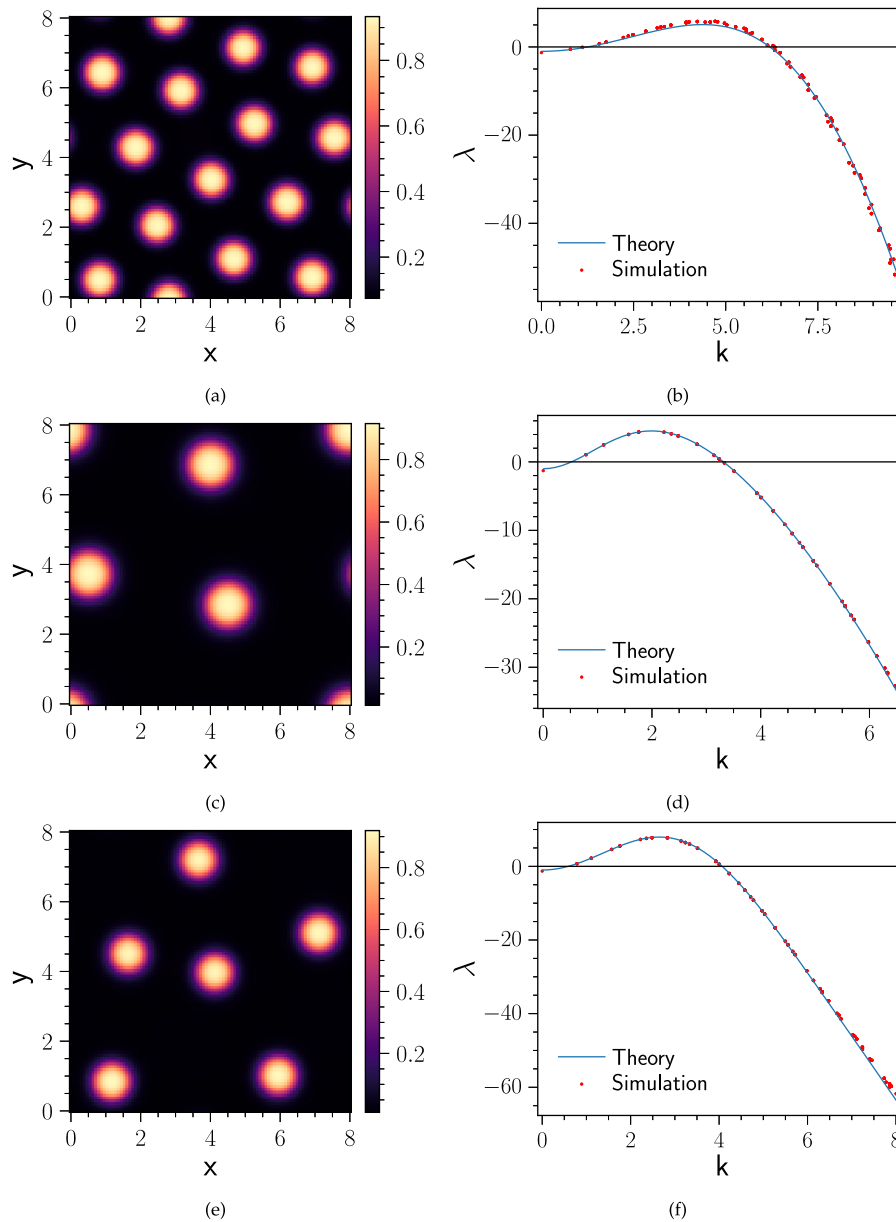 8
6
4
2
0
y
0 2 4 6 8
x
0.8
0.6
0.4
0.2
(a)
0
−20
−40
λ
Theory
Simulation
0.0 2.5 5.0 7.5
k
(b)
8
6
4
2
0
y
0 2 4 6 8
x
0.8
0.6
0.4
0.2
(c)
0
−10
−20
−30
λ
Theory
Simulation
0 2 4 6
k
(d)
8
6
4
2
0
y
0 2 4 6 8
x
0.8
0.6
0.4
0.2
(e)
0
−20
−40
−60
λ
Theory
Simulation
0 2 4 6 8
k
(f)